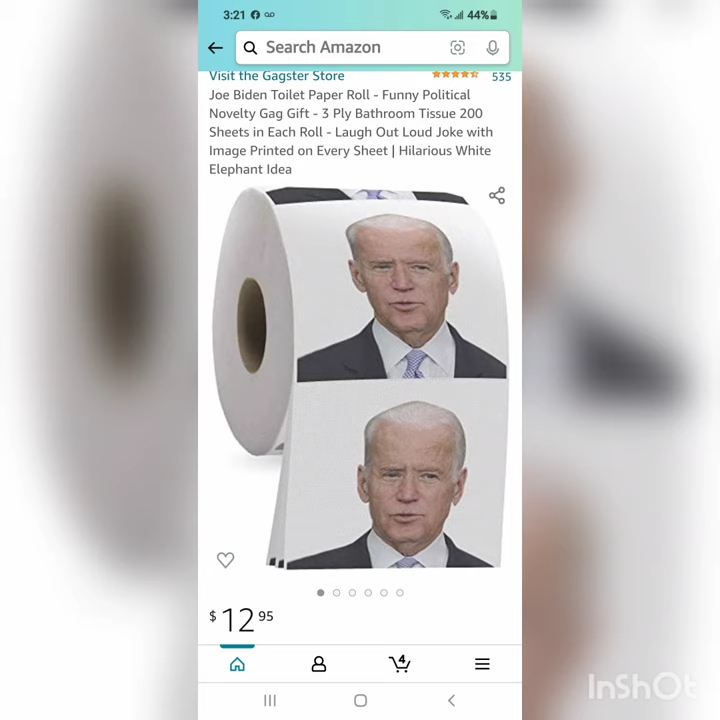 3:21 44%
Search Amazon
Visit the Gagster Store 535
Joe Biden Toilet Paper Roll - Funny Political
Novelty Gag Gift - 3 Ply Bathroom Tissue 200
Sheets in Each Roll - Laugh Out Loud Joke with
Image Printed on Every Sheet | Hilarious White
Elephant Idea
$12 95
4
InShOt